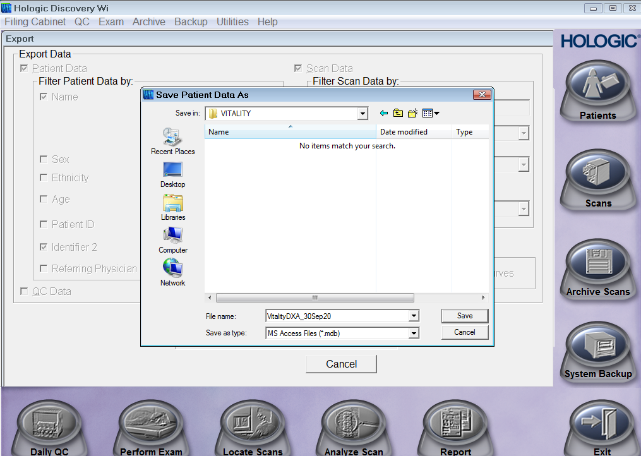 Hologic Discovery Wi
Filing Cabinet QC Exam Archive Backup Utilities Help
Export
HOLOGIC
Export Data
Patient Data
Scan Data
Filter Patient Data by:
Filter Scan Data by:
Name
Sex
Ethnicity
Age
Patient ID
Identifier 2
Referring Physician
QC Data
Save Patient Data As
Save in: VITALITY
Name Date modified Type
No items match your search.
Recent Places
Desktop
Libraries
Computer
Network
File name: VitalityDXA_30Sep20
Save
Save as type: MS Access Files (*.mdb)
Cancel
Cancel
Patients
Scans
Archive Scans
System Backup
Daily QC
Perform Exam
Locate Scans
Analyze Scan
Report
Exit